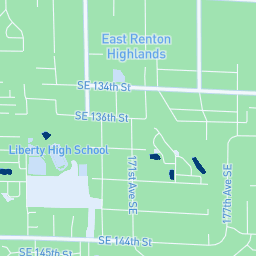 East Renton
Highlands
SE 134th St
SE 136th St
Liberty High School
171st Ave SE
177th Ave SE
SE 144th St
SE 145th St